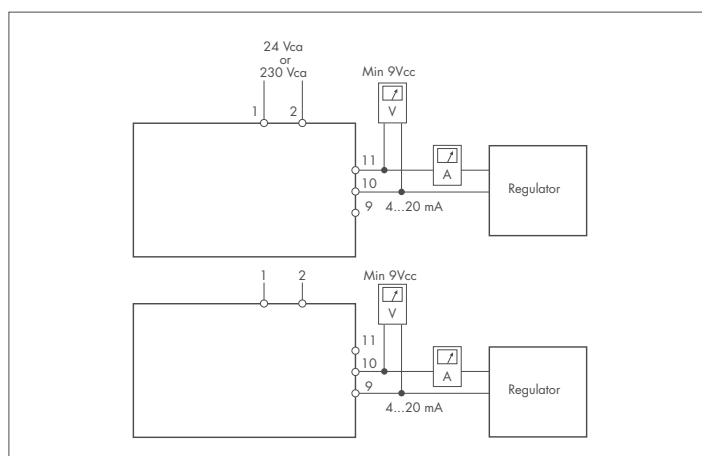 24 Vca
or
230 Vca
Min 9Vcc
1 2
V
11
A
10
Regulator
9 4...20 mA
1 2
Min 9Vcc
V
11
A
10
Regulator
9
4...20 mA